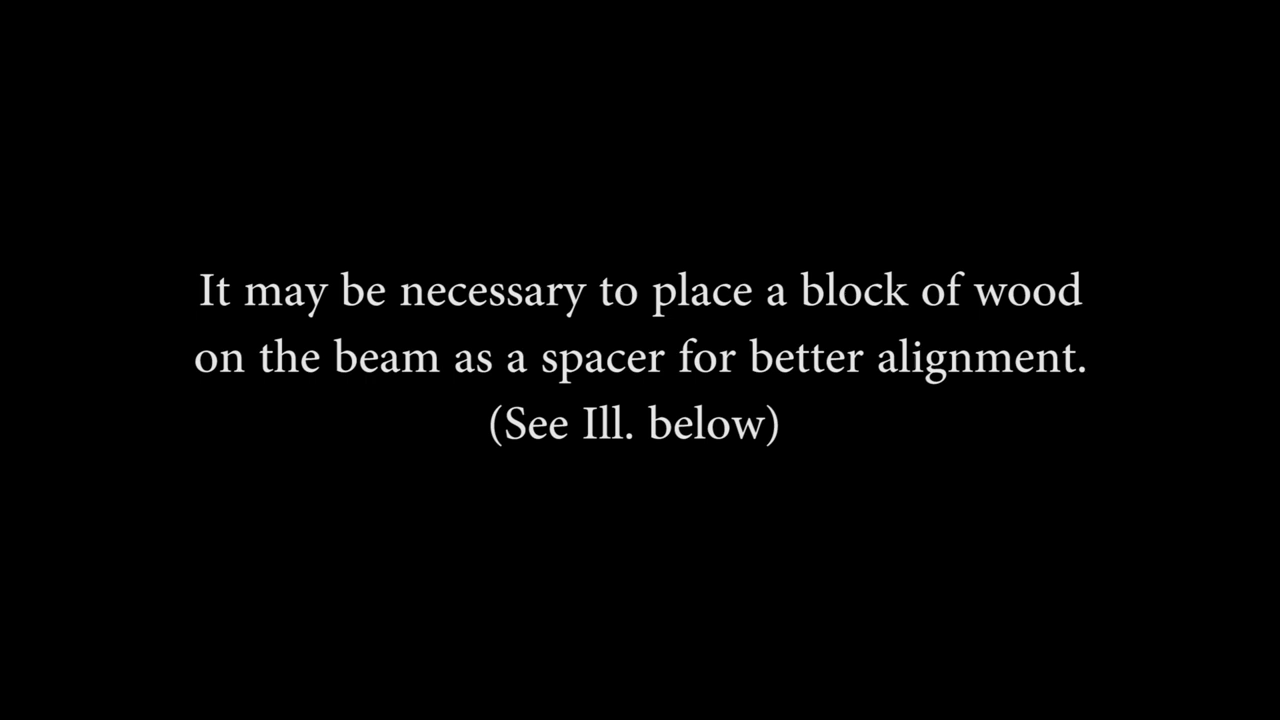 It may be necessary to place a block of wood
on the beam as a spacer for better alignment.
(See Ill. below)